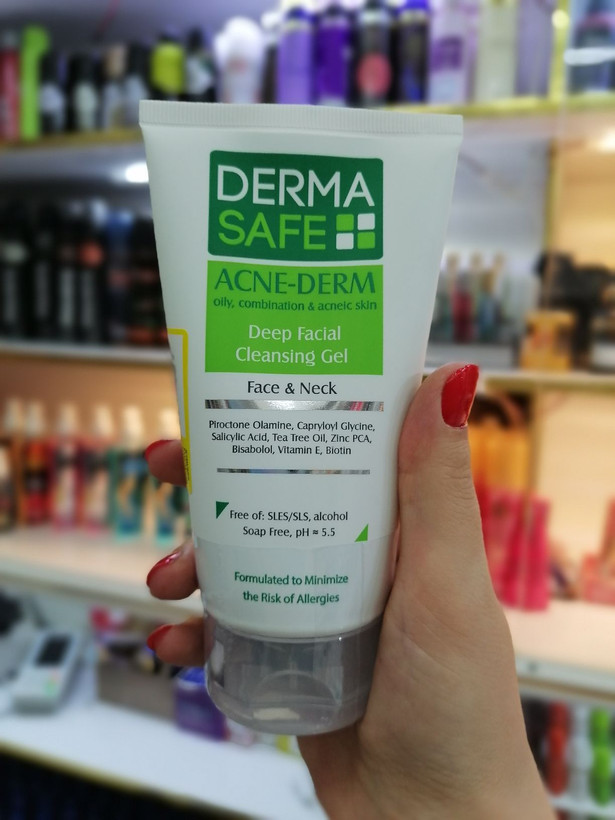 DERMA
SAFE
ACNE-DERM
oily, combination & acneic skin
Deep Facial
Cleansing Gel
Face & Neck
Piroctone Olamine, Capryloyl Glycine,
Salicylic Acid, Tea Tree Oil, Zinc PCA,
Bisabolol, Vitamin E, Biotin
Free of: SLES/SLS, alcohol
Soap Free, pH ≈ 5.5
Formulated to Minimize
the Risk of Allergies